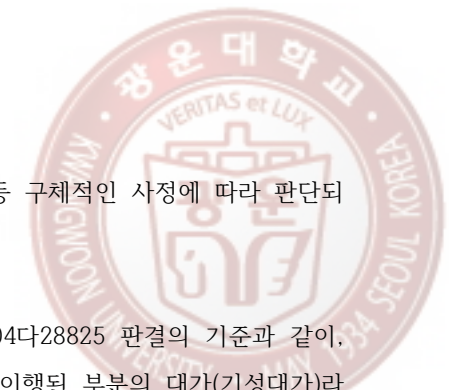 광운대학교
VERITAS et LUX
KWANGWOON UNIVERSITY
1934 SEOUL KOREA
등 구체적인 사정에 따라 판단되
04다28825 판결의 기준과 같이,
이행된 부분의 대가(기성대가)라